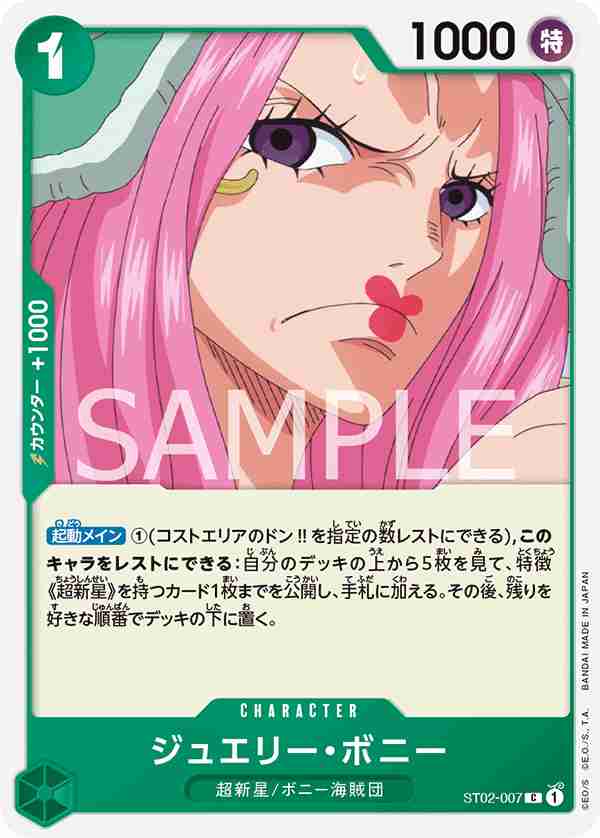 1
1000 特
カウンター +1000
SAMPLE
起動メイン ①(コストエリアのドン‼を指定の数レストにできる),この
キャラをレストにできる:自分のデッキの上から5枚を見て、特徴
《超新星》を持つカード1枚までを公開し、手札に加える。その後、残りを
好きな順番でデッキの下に置く。
CHARACTER
ジュエリー・ボニー
超新星/ボニー海賊団
ST02-007 C 1
©E.O/S ©E.O./S., T.A. BANDAI MADE IN JAPAN